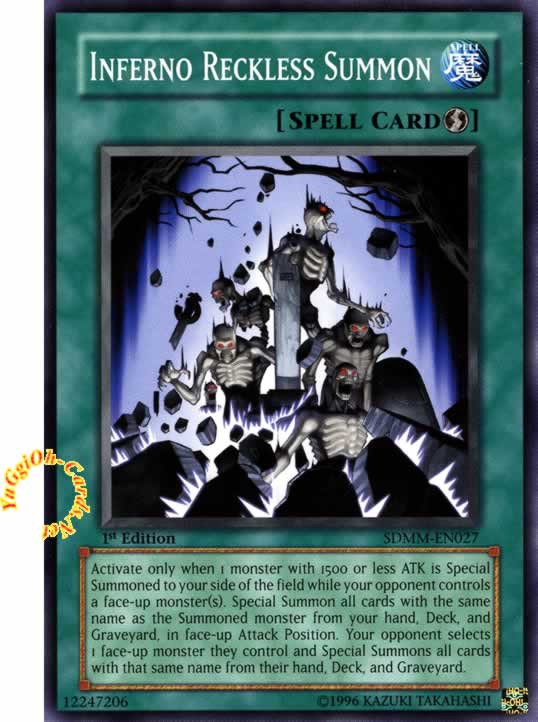 INFERNO RECKLESS SUMMON
SPELL
魔
[SPELL CARD]
YuGgiOh-Cards.Net
1st Edition
SDMM-EN027
Activate only when 1 monster with 1500 or less ATK is Special
Summoned to your side of the field while your opponent controls
a face-up monster(s). Special Summon all cards with the same
name as the Summoned monster from your hand, Deck, and
Graveyard, in face-up Attack Position. Your opponent selects
1 face-up monster they control and Special Summons all cards
with that same name from their hand, Deck, and Graveyard.
12247206
©1996 KAZUKI TAKAHASHI